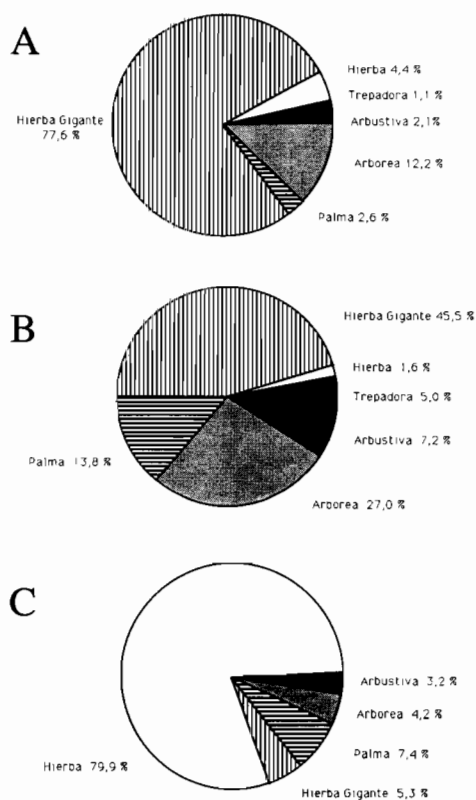 A
Hierba 4,4 %
Trepadora 1,1 %
Hierba Gigante
77,6 %
Arbustiva 2,1%
Arborea 12,2 %
Palma 2,6 %
B
Hierba Gigante 45,5 %
Hierba 1,6 %
Trepadora 5,0 %
Arbustiva 7,2 %
Palma 13,8 %
Arborea 27,0 %
C
Arbustiva 3,2 %
Arborea 4,2 %
Palma 7,4 %
Hierba 79,9 %
Hierba Gigante 5,3 %